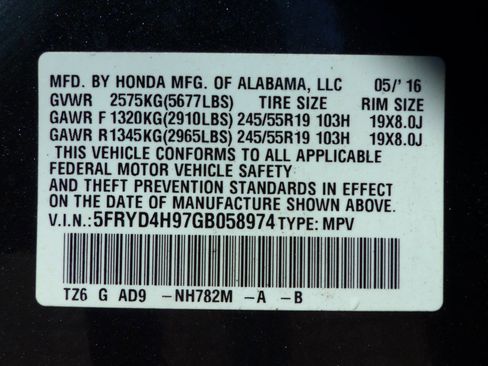 MFD. BY HONDA MFG. OF ALABAMA, LLC 05/' 16
GVWR 2575KG(5677LBS) TIRE SIZE RIM SIZE
GAWR F 1320KG(2910LBS) 245/55R19 103H 19X8.0J
GAWR R1345KG(2965LBS) 245/55R19 103H 19X8.0J
THIS VEHICLE CONFORMS TO ALL APPLICABLE
FEDERAL MOTOR VEHICLE SAFETY
AND THEFT PREVENTION STANDARDS IN EFFECT
ON THE DATE OF MANUFACTURE SHOWN ABOVE.
V.I.N.:5FRYD4H97GB058974 TYPE: MPV
TZ6 G AD9 -NH782M -A -B